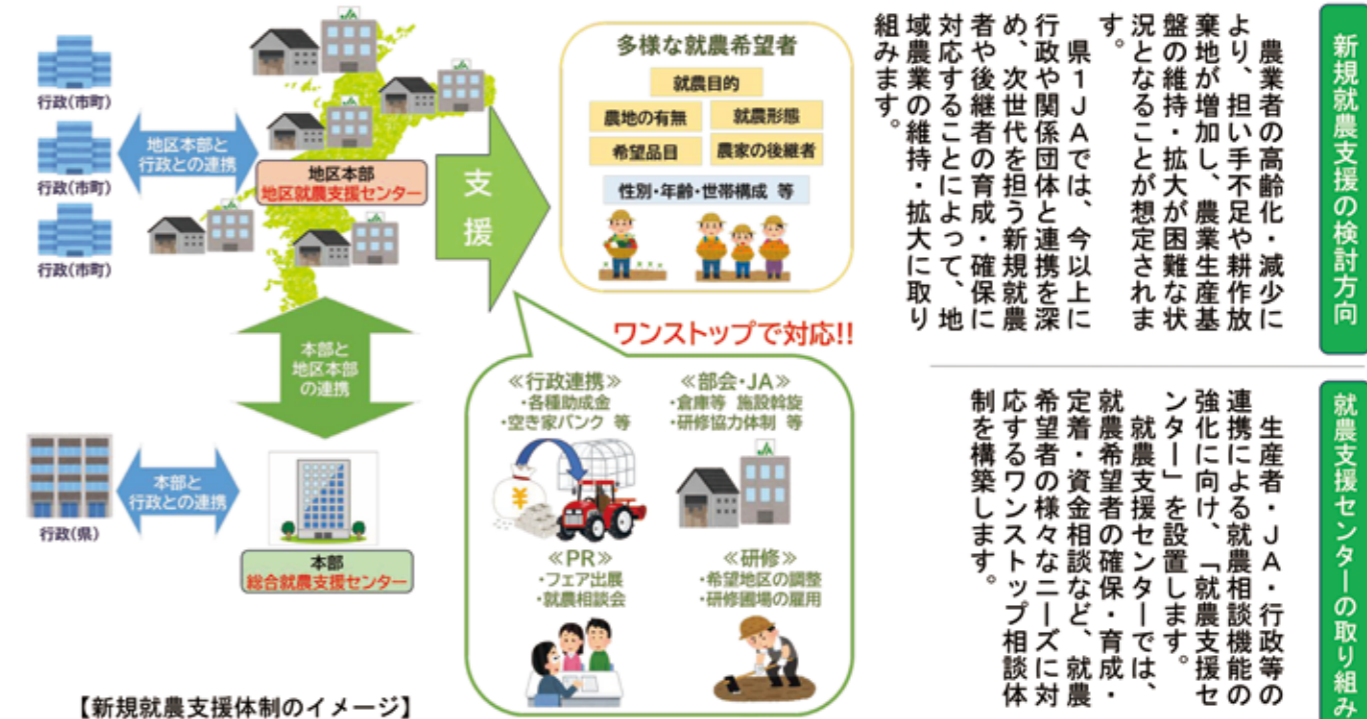 新規就農支援の検討方向
農業者の高齢化・減少に
より、担い手不足や耕作放
棄地が増加し、農業生産基
盤の維持・拡大が困難な状
況となることが想定されま
す。
県１ＪＡでは、今以上に
行政や関係団体と連携を深
め、次世代を担う新規就農
者や後継者の育成・確保に
対応することによって、地
域農業の維持・拡大に取り
組みます。
就農支援センターの取り組み
生産者・ＪＡ・行政等の
連携による就農相談機能の
強化に向け、「就農支援セ
ンター」を設置します。
就農支援センターでは、
就農希望者の確保・育成・
定着・資金相談など、就農
希望者の様々なニーズに対
応するワンストップ相談体
制を構築します。
行政(市町)
行政(市町)
行政(市町)
地区本部と
行政との連携
JA
JA
JA
JA
JA
地区本部
地区就農支援センター
支援
多様な就農希望者
就農目的
農地の有無
就農形態
希望品目
農家の後継者
性別・年齢・世帯構成 等
ワンストップで対応!!
本部と
地区本部
の連携
行政(県)
本部と
行政との連携
本部
総合就農支援センター
≪行政連携≫
・各種助成金
・空き家バンク 等
¥
≪部会・JA≫
・倉庫等 施設斡旋
・研修協力体制 等
JA
≪PR≫
・フェア出展
・就農相談会
≪研修≫
・希望地区の調整
・研修圃場の雇用
【新規就農支援体制のイメージ】